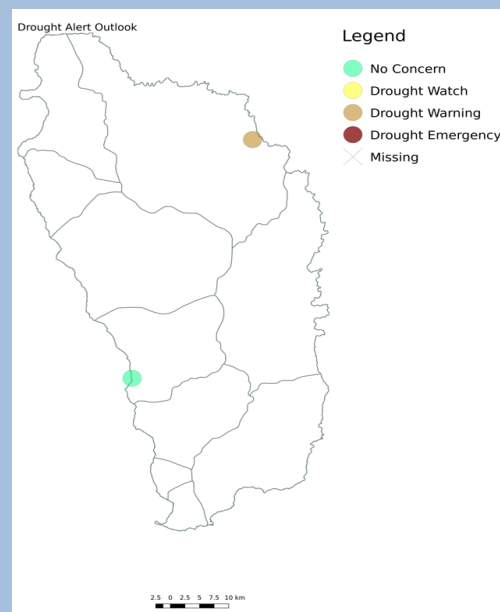 Drought Alert Outlook
Legend
No Concern
Drought Watch
Drought Warning
Drought Emergency
Missing
2.5 0 2.5 5 7.5 10 km